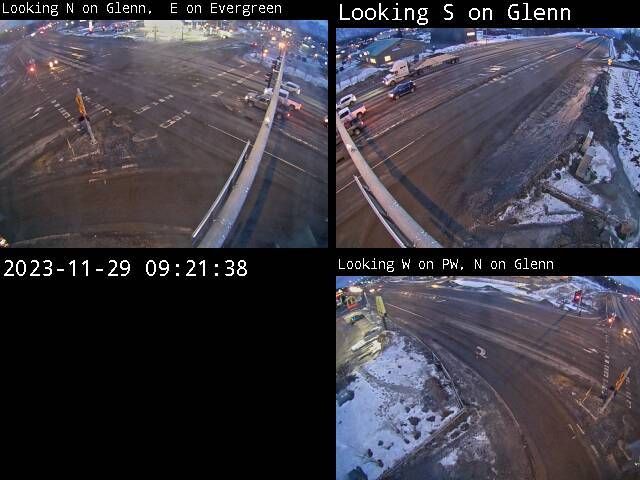 Looking N on Glenn, E on Evergreen
Looking S on Glenn
2023-11-29 09:21:38
Looking W on PW, N on Glenn